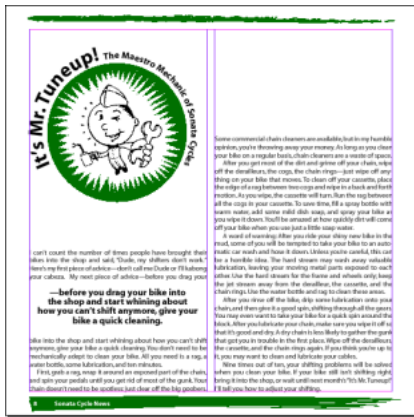 It's Mr. Tuneup! The Maestro Mechanic of Sonata Cycles
I can't count the number of times people have brought their
bikes into the shop and said, "Dude, my shifters don't work."
Here's my first piece of advice—don't call me Dude or I'll kabong
your cabeza. My next piece of advice—before you drag your
—before you drag your bike into
the shop and start whining about
how you can't shift anymore, give your
bike a quick cleaning.
bike into the shop and start whining about how you can't shift
anymore, give your bike a quick cleaning. You don't need to be
mechanically adept to clean your bike. All you need is a rag, a
water bottle, some lubrication, and ten minutes.
First, grab a rag, wrap it around an exposed part of the chain,
and spin your pedals until you get rid of most of the gunk. Your
chain doesn't need to be spotless; just clear off the big goobers.
Some commercial chain cleaners are available, but in my humble
opinion, you're throwing away your money. As long as you clean
your bike on a regular basis, chain cleaners are a waste of space.
After you get most of the dirt and grime off your chain, wipe
off the derailleurs, the cogs, the chain rings—just wipe off any-
thing on your bike that moves. To clean off your cassette, place
the edge of a rag between two cogs and wipe in a back and forth
motion. As you wipe, the cassette will turn. Run the rag between
all the cogs in your cassette. To save time, fill a spray bottle with
warm water, add some mild dish soap, and spray your bike as
you wipe it down. You'll be amazed at how quickly dirt will come
off your bike when you use just a little soap water.
A word of warning: After you ride your shiny new bike in the
mud, some of you will be tempted to take your bike to an auto-
matic car wash and hose it down. Unless you're careful, this can
be a horrible idea. The hard stream may wash away valuable
lubrication, leaving your moving metal parts exposed to each
other. Use the hard stream for the frame and wheels only; keep
the jet stream away from the derailleur, the cassette, and the
chain rings. Use the water bottle and rag to clean these areas.
After you rinse off your bike, drip some lubrication onto your
chain, and then give it a good spin, shifting through all the gears.
You may even want to take your bike for a quick spin around the
block. After you lubricate your chain, make sure you wipe it off so
that it's good and dry. A dry chain is less likely to gather the gunk
that got you in trouble in the first place. Wipe off the derailleurs,
the cassette, and the chain rings again. If you think you're up to
it, you may want to clean and lubricate your cables.
Nine times out of ten, your shifting problems will be solved
when you clean your bike. If your bike still isn't shifting right,
bring it into the shop, or wait until next month's "It's Mr. Tuneup!"
I'll tell you how to adjust your shifting.
Sonata Cycle News